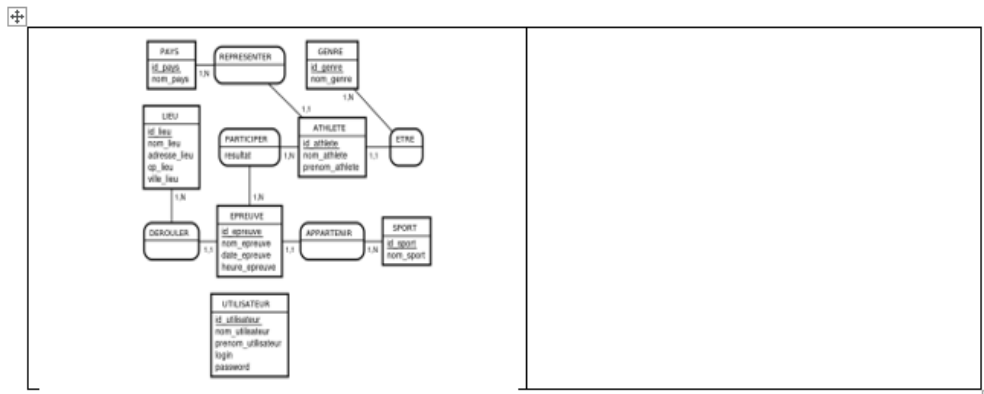 PAYS
id_pays
nom_pays
1,N
REPRESENTER
GENRE
id_genre
nom_genre
1,N
1,1
LIEU
id_lieu
nom_lieu
adresse_lieu
cp_lieu
ville_lieu
1,N
PARTICIPER
resultat
1,N
ATHLETE
id_athlete
nom_athlete
prenom_athlete
1,1
ETRE
1,N
DEROULER
1,1
EPREUVE
id_epreuve
nom_epreuve
date_epreuve
heure_epreuve
1,1
APPARTENIR
1,N
SPORT
id_sport
nom_sport
UTILISATEUR
id_utilisateur
nom_utilisateur
prenom_utilisateur
login
password